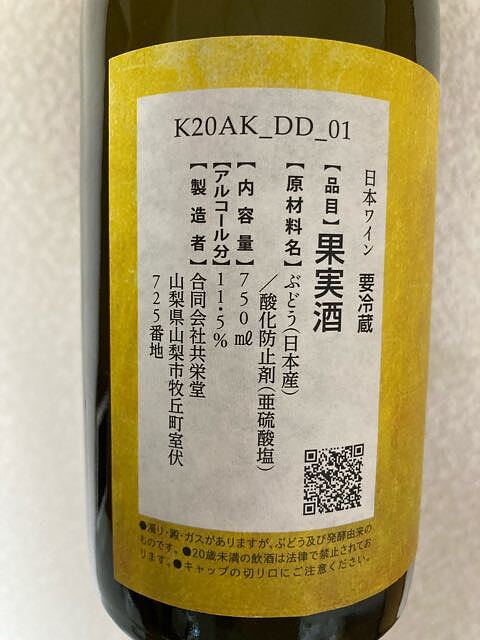 K20AK_DD_01
日本ワイン　要冷蔵
【品目】果実酒
【原材料名】ぶどう(日本産)
／酸化防止剤(亜硫酸塩)
【内容量】750㎖
【アルコール分】11.5%
【製造者】合同会社共栄堂
山梨県山梨市牧丘町室伏
725番地
●濁り・澱・ガスがありますが、ぶどう及び発酵由来の
ものです。●20歳未満の飲酒は法律で禁止されてお
ります。●キャップの切り口にご注意ください。